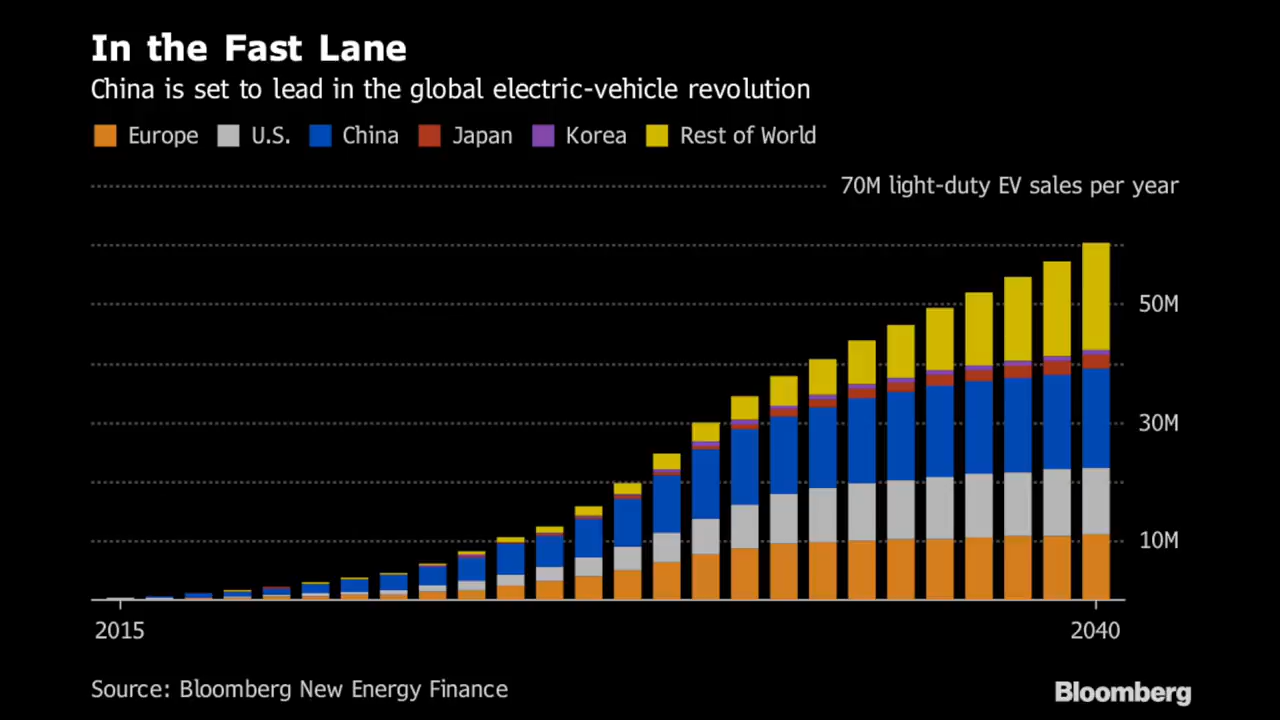 In the Fast Lane
China is set to lead in the global electric-vehicle revolution
Europe U.S. China Japan Korea Rest of World
70M light-duty EV sales per year
50M
30M
10M
2015 2040
Source: Bloomberg New Energy Finance
Bloomberg